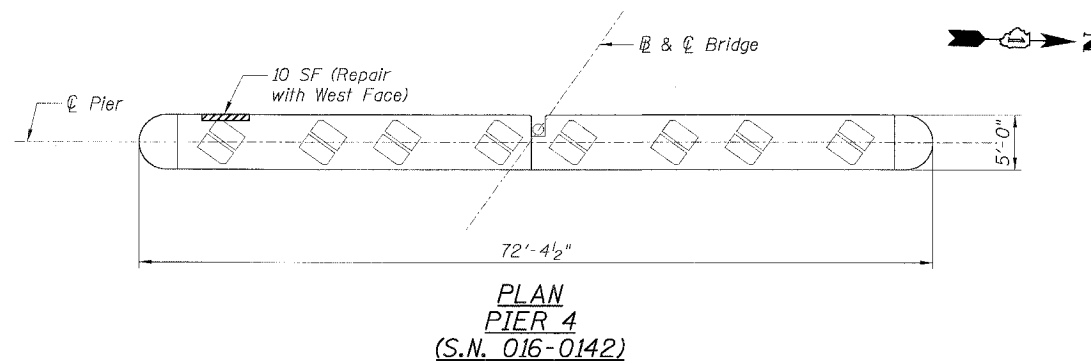 ℞ & ℄ Bridge
10 SF (Repair
with West Face)
℄ Pier
N
5'-0"
72'-4½"
PLAN
PIER 4
(S.N. 016-0142)